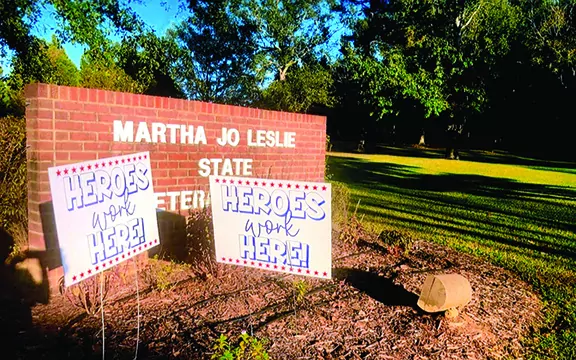 MARTHA JO LESLIE
STATE
HEROES
work
HERE!
HEROES
work
HERE!